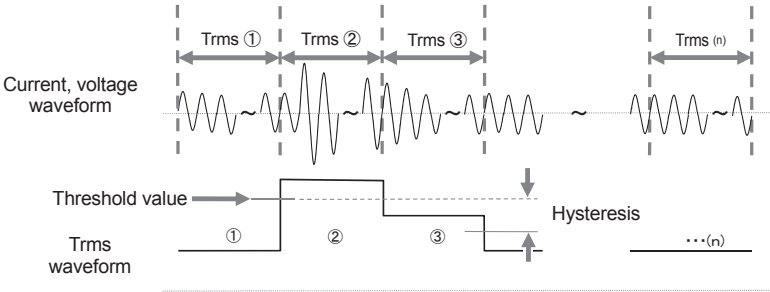 Trms ① Trms ② Trms ③ Trms (n)
Current, voltage
waveform
~ ~ ~ ~ ~
Threshold value
Hysteresis
① ② ③ ···(n)
Trms
waveform